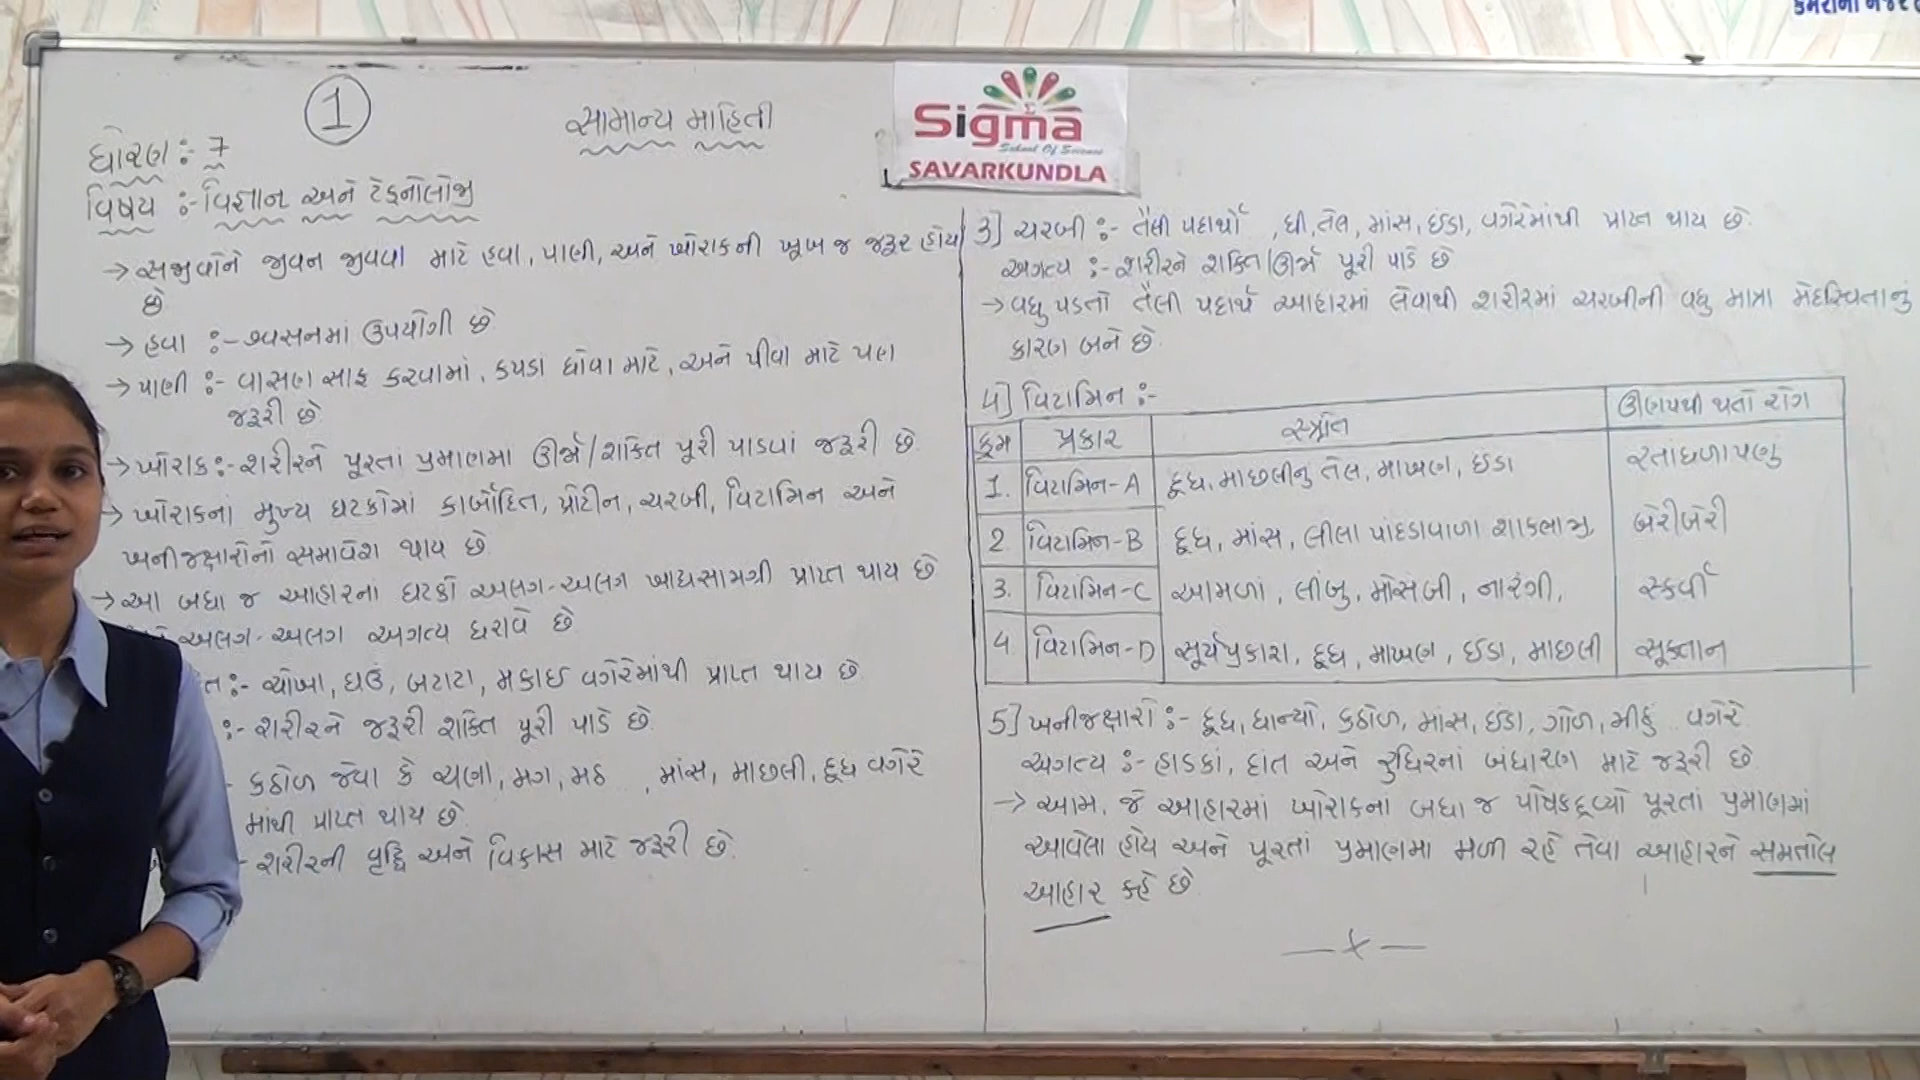 1
સામાન્ય માહિતી
ધોરણ :- 7
વિષય :- વિજ્ઞાન અને ટેકનોલોજી
Sigma
School Of Science
SAVARKUNDLA
→ સજીવોને જીવન જીવવા માટે હવા, પાણી, અને ખોરાકની ખૂબ જ જરૂર હોય
છે
→ હવા :- શ્વસનમાં ઉપયોગી છે
→ પાણી :- વાસણ સાફ કરવામાં, કપડા ધોવા માટે, અને પીવા માટે પણ
જરૂરી છે
→ ખોરાક :- શરીરને પૂરતાં પ્રમાણમા ઊર્જા/શક્તિ પૂરી પાડવાં જરૂરી છે.
→ ખોરાકનાં મુખ્ય ઘટકોમાં કાર્બોદિત, પ્રોટીન, ચરબી, વિટામિન અને
ખનીજક્ષારોનો સમાવેશ થાય છે
→ આ બધા જ આહારનાં ઘટકો અલગ-અલગ ખાદ્યસામગ્રી પ્રાપ્ત થાય છે
અલગ-અલગ અગત્ય ધરાવે છે.
ત :- ચોખા, ઘઉં, બટાટા, મકાઈ વગેરેમાંથી પ્રાપ્ત થાય છે
:- શરીરને જરૂરી શક્તિ પૂરી પાડે છે
- કઠોળ જેવા કે ચણા, મગ, મઠ , માંસ, માછલી, દૂધ વગેરે
માંથી પ્રાપ્ત થાય છે.
- શરીરની વૃદ્ધિ અને વિકાસ માટે જરૂરી છે.
3] ચરબી :- તૈલી પદાર્થો , ઘી, તેલ, માંસ, ઈંડા, વગેરેમાંથી પ્રાપ્ત થાય છે.
અગત્ય :- શરીરને શક્તિ/ઊર્જા પૂરી પાડે છે
→ વધુ પડતો તૈલી પદાર્થ આહારમાં લેવાથી શરીરમાં ચરબીની વધુ માત્રા મેદસ્વિતાનું
કારણ બને છે.
4] વિટામિન :-
ક્રમ પ્રકાર સ્ત્રોત ઊણપથી થતો રોગ
1. વિટામિન-A દૂધ, માછલીનુ તેલ, માખણ, ઈંડા રતાંધળાપણુ
2 વિટામિન-B દૂધ, માંસ, લીલા પાંદડાવાળા શાકભાજી, બેરીબેરી
3. વિટામિન-C આમળાં, લીંબુ, મોસંબી, નારંગી, સ્કર્વી
4 વિટામિન-D સૂર્યપ્રકાશ, દૂધ, માખણ, ઈંડા, માછલી સૂકતાન
5] ખનીજક્ષારો :- દૂધ, ધાન્યો, કઠોળ, માંસ, ઈંડા, ગોળ, મીઠું વગેરે
અગત્ય :- હાડકાં, દાંત અને રુધિરનાં બંધારણ માટે જરૂરી છે
→ આમ, જે આહારમાં ખોરાકના બધા જ પોષકદ્રવ્યો પૂરતાં પ્રમાણમાં
આવેલા હોય અને પૂરતાં પ્રમાણમા મળી રહે તેવા આહારને સમતોલ
આહાર કહે છે.